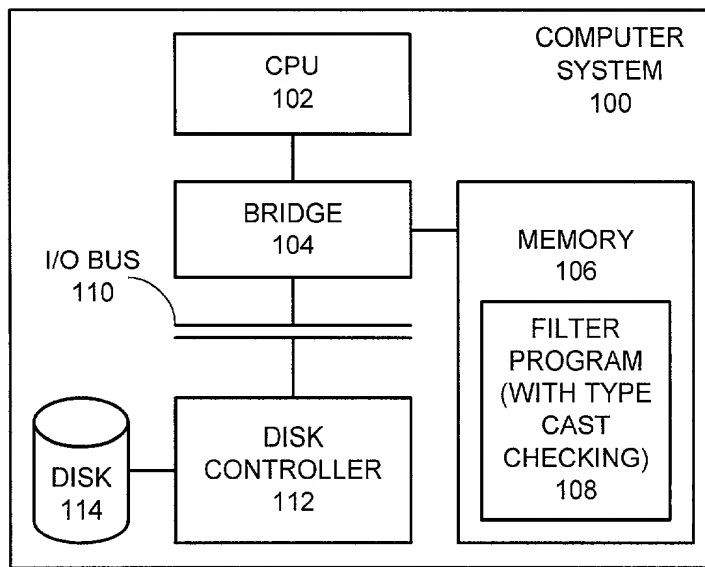 COMPUTER
SYSTEM
100
CPU
102
BRIDGE
104
I/O BUS
110
MEMORY
106
FILTER
PROGRAM
(WITH TYPE
CAST
CHECKING)
108
DISK
CONTROLLER
112
DISK
114